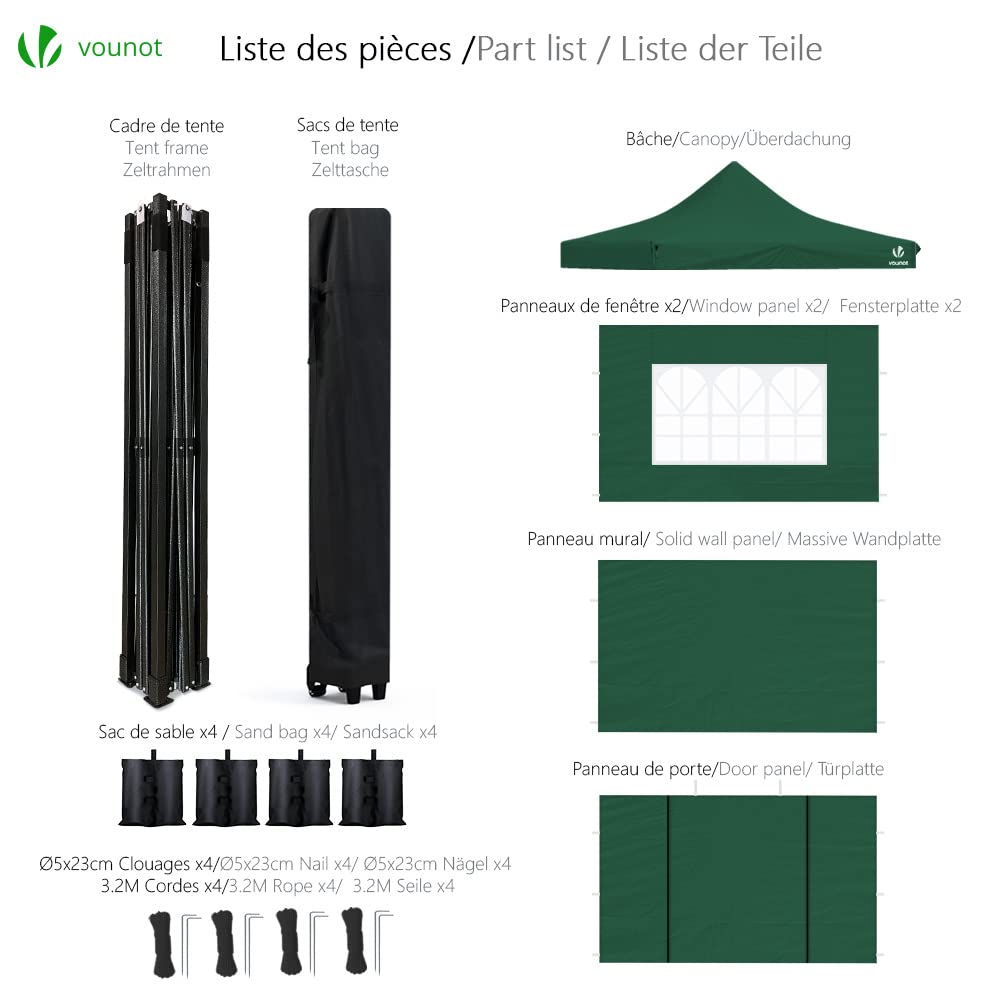 vounot
Liste des pièces /Part list / Liste der Teile
Cadre de tente
Tent frame
Zeltrahmen
Sacs de tente
Tent bag
Zelttasche
Bâche/Canopy/Überdachung
vounot
Panneaux de fenêtre x2/Window panel x2/ Fensterplatte x2
Panneau mural/ Solid wall panel/ Massive Wandplatte
Sac de sable x4 / Sand bag x4/ Sandsack x4
Panneau de porte/Door panel/ Türplatte
Ø5x23cm Clouages x4/Ø5x23cm Nail x4/ Ø5x23cm Nägel x4
3.2M Cordes x4/3.2M Rope x4/ 3.2M Seile x4